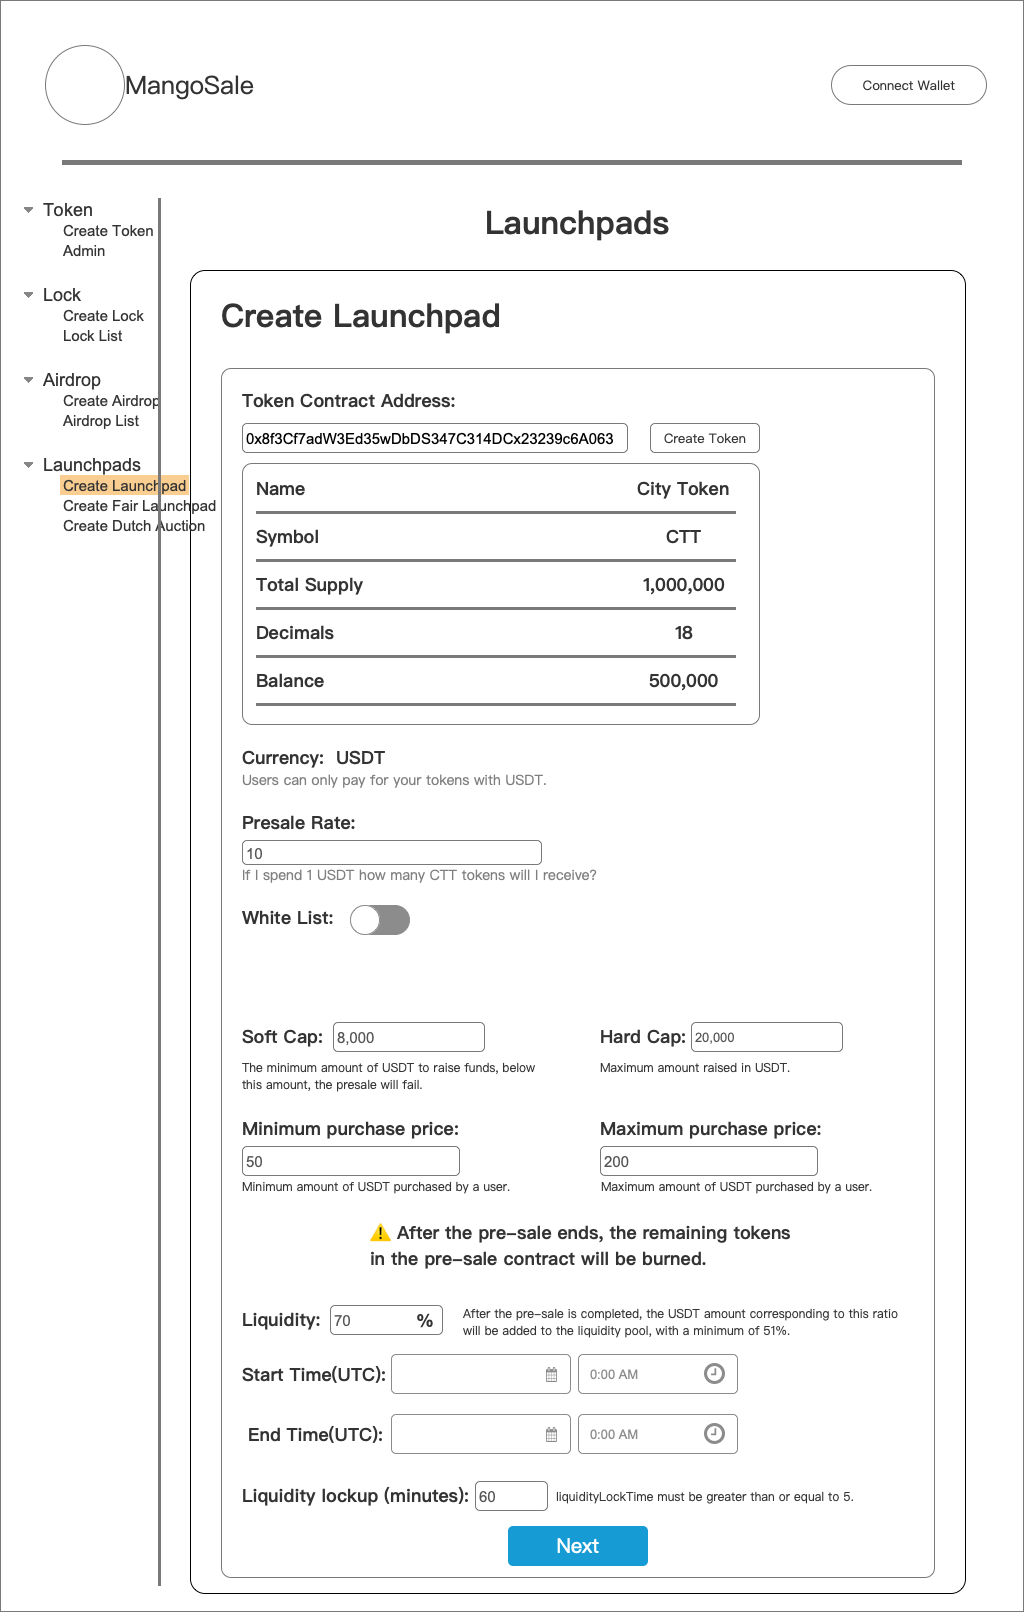 MangoSale
Connect Wallet
Token
Create Token
Admin
Lock
Create Lock
Lock List
Airdrop
Create Airdrop
Airdrop List
Launchpads
Create Launchpad
Create Fair Launchpad
Create Dutch Auction
Launchpads
Create Launchpad
Token Contract Address:
0x8f3Cf7adW3Ed35wDbDS347C314DCx23239c6A063
Create Token
Name City Token
Symbol CTT
Total Supply 1,000,000
Decimals 18
Balance 500,000
Currency: USDT
Users can only pay for your tokens with USDT.
Presale Rate:
10
If I spend 1 USDT how many CTT tokens will I receive?
White List:
Soft Cap: 8,000
The minimum amount of USDT to raise funds, below
this amount, the presale will fail.
Hard Cap: 20,000
Maximum amount raised in USDT.
Minimum purchase price:
50
Minimum amount of USDT purchased by a user.
Maximum purchase price:
200
Maximum amount of USDT purchased by a user.
After the pre-sale ends, the remaining tokens
in the pre-sale contract will be burned.
Liquidity: 70 %
After the pre-sale is completed, the USDT amount corresponding to this ratio
will be added to the liquidity pool, with a minimum of 51%.
Start Time(UTC): 0:00 AM
End Time(UTC): 0:00 AM
Liquidity lockup (minutes): 60 liquidityLockTime must be greater than or equal to 5.
Next